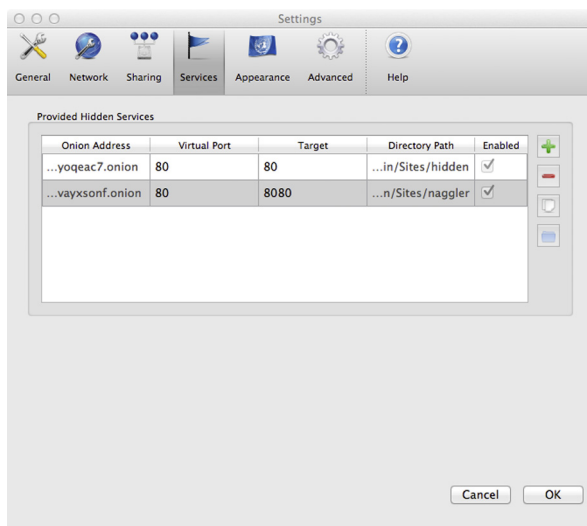 Settings
General Network Sharing Services Appearance Advanced Help
Provided Hidden Services
Onion Address Virtual Port Target Directory Path Enabled
...yoqeac7.onion 80 80 ...in/Sites/hidden
...vayxsonf.onion 80 8080 ...n/Sites/naggler
Cancel OK